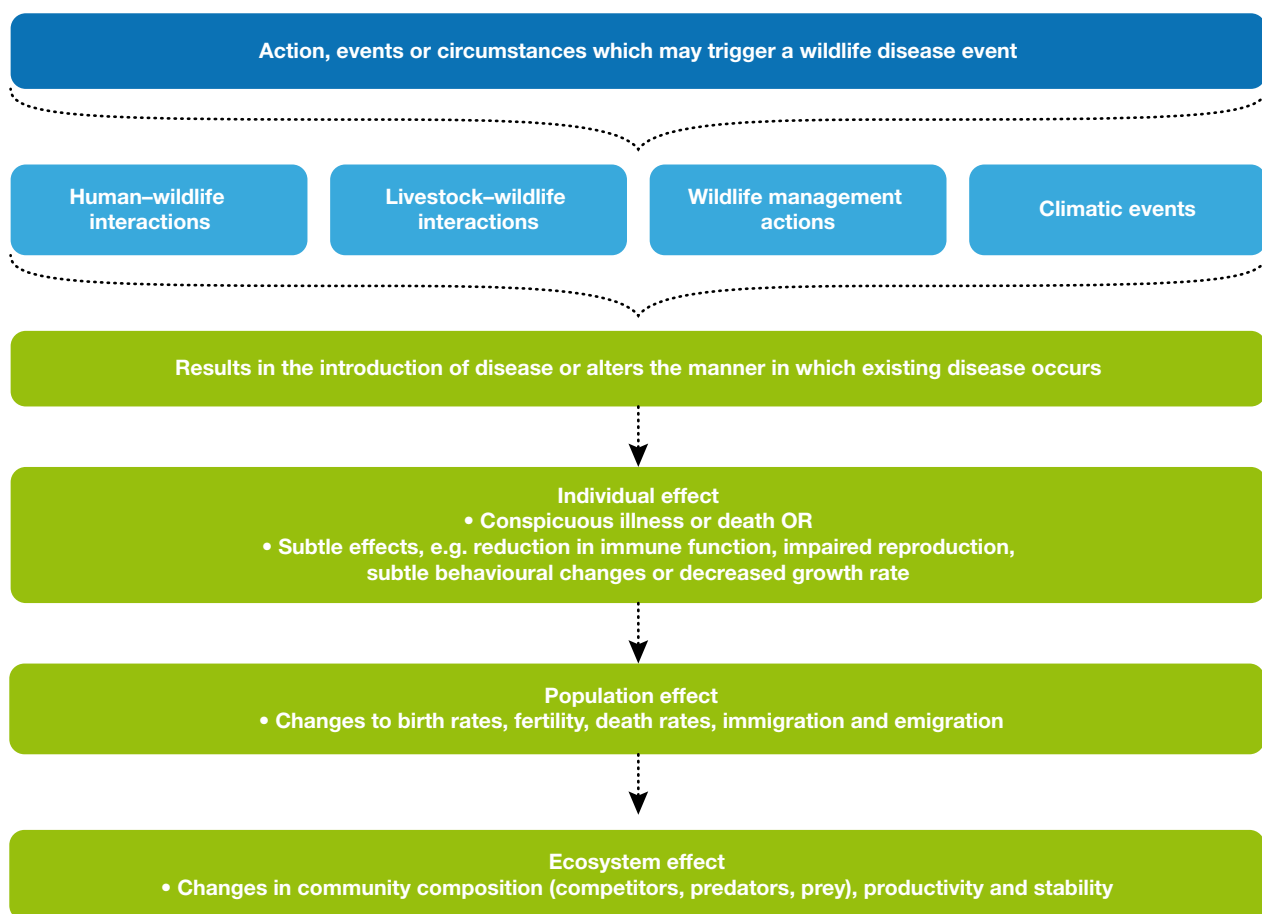 Action, events or circumstances which may trigger a wildlife disease event
Human–wildlife
interactions
Livestock–wildlife
interactions
Wildlife management
actions
Climatic events
Results in the introduction of disease or alters the manner in which existing disease occurs
Individual effect
• Conspicuous illness or death OR
• Subtle effects, e.g. reduction in immune function, impaired reproduction,
subtle behavioural changes or decreased growth rate
Population effect
• Changes to birth rates, fertility, death rates, immigration and emigration
Ecosystem effect
• Changes in community composition (competitors, predators, prey), productivity and stability